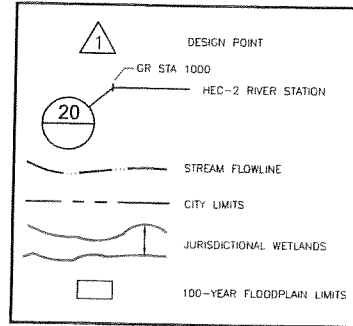 1
DESIGN POINT
GR STA 1000
HEC-2 RIVER STATION
20
STREAM FLOWLINE
CITY LIMITS
JURISDICTIONAL WETLANDS
100-YEAR FLOODPLAIN LIMITS